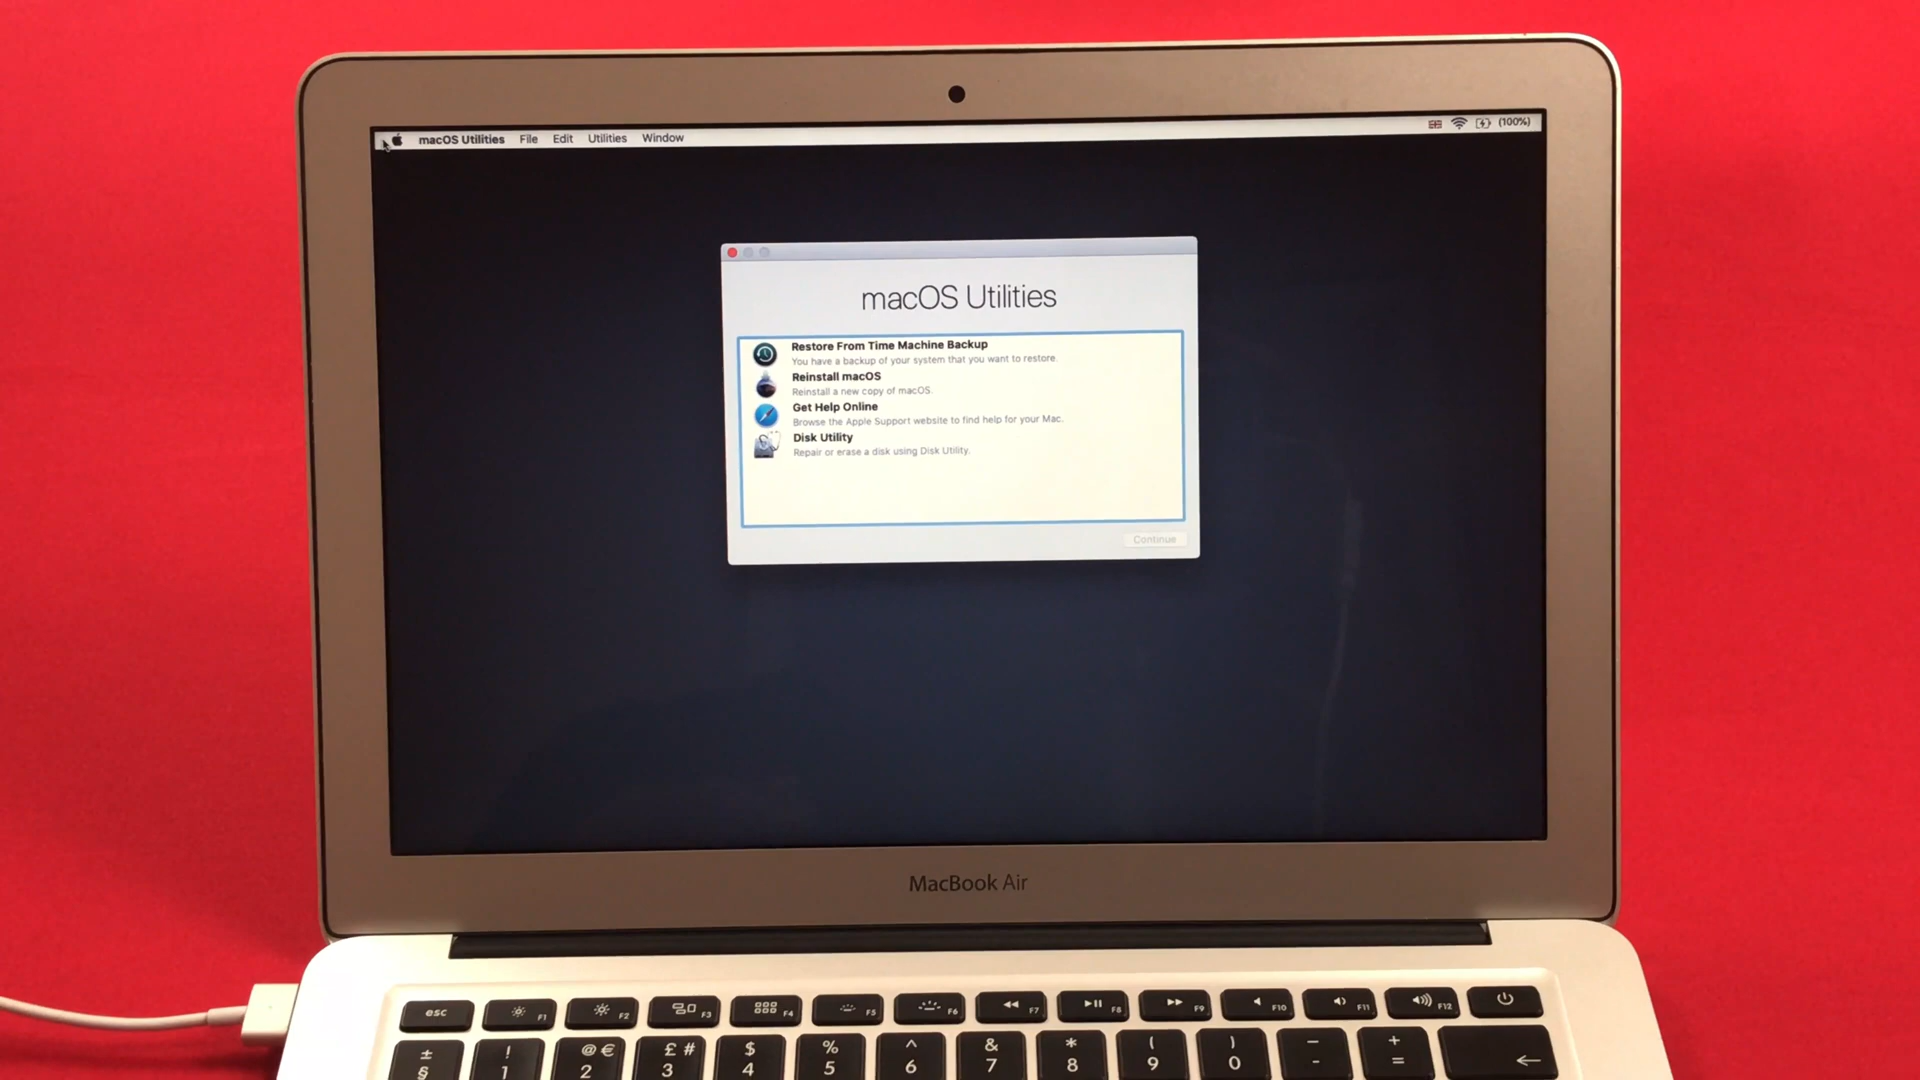 macOS Utilities File Edit Utilities Window (100%)
macOS Utilities
Restore From Time Machine Backup
You have a backup of your system that you want to restore.
Reinstall macOS
Reinstall a new copy of macOS.
Get Help Online
Browse the Apple Support website to find help for your Mac.
Disk Utility
Repair or erase a disk using Disk Utility.
Continue
MacBook Air
esc F1 F2 F3 F4 F5 F6 F7 F8 F9 F10 F11 F12
± ! @ € £ # $ % ^ & * ( ) _ +
§ 1 2 3 4 5 6 7 8 9 0 - =